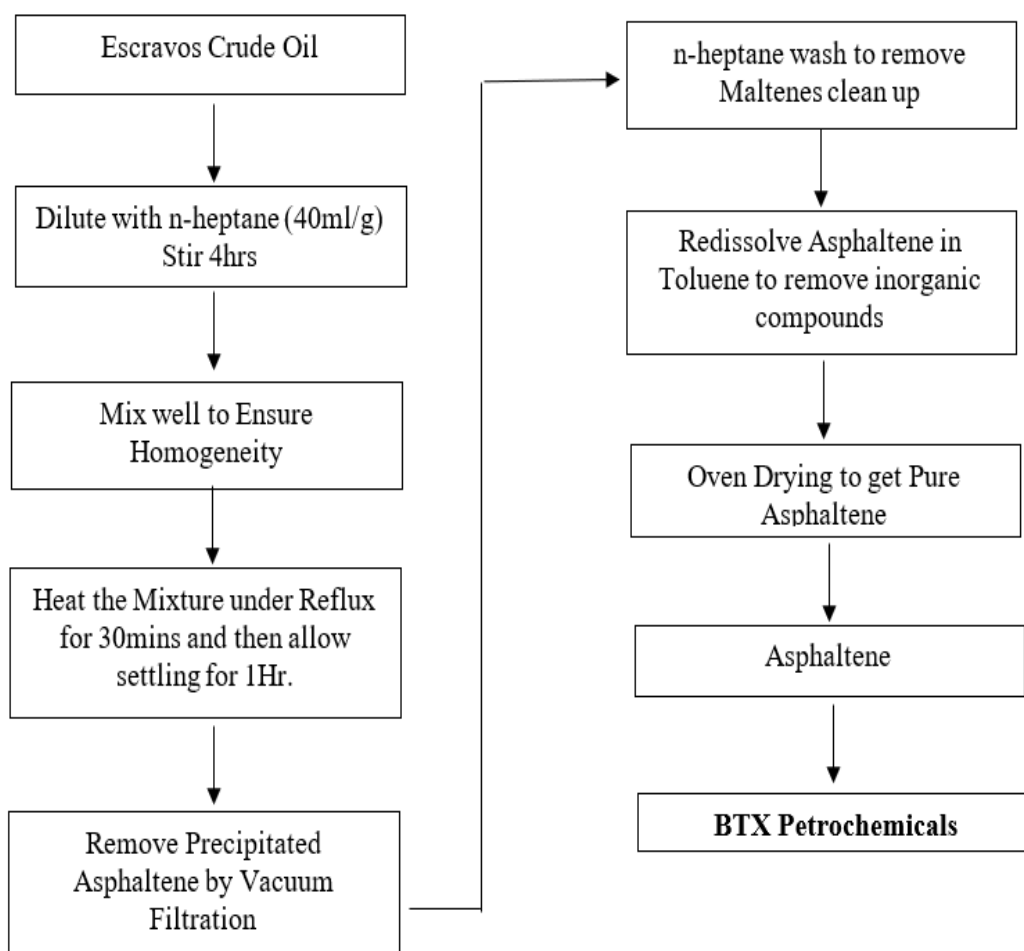 Escravos Crude Oil
Dilute with n-heptane (40ml/g)
Stir 4hrs
Mix well to Ensure
Homogeneity
Heat the Mixture under Reflux
for 30mins and then allow
settling for 1Hr.
Remove Precipitated
Asphaltene by Vacuum
Filtration
n-heptane wash to remove
Maltenes clean up
Redissolve Asphaltene in
Toluene to remove inorganic
compounds
Oven Drying to get Pure
Asphaltene
Asphaltene
BTX Petrochemicals